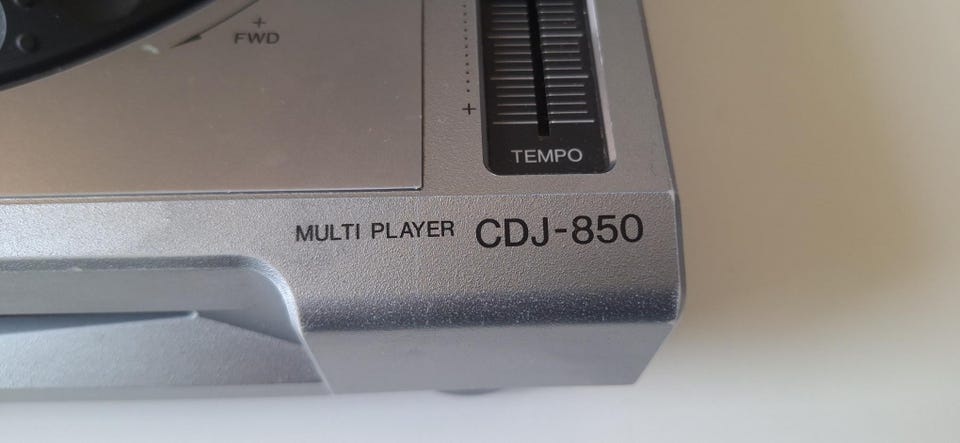 +
FWD
+
TEMPO
MULTI PLAYER CDJ-850